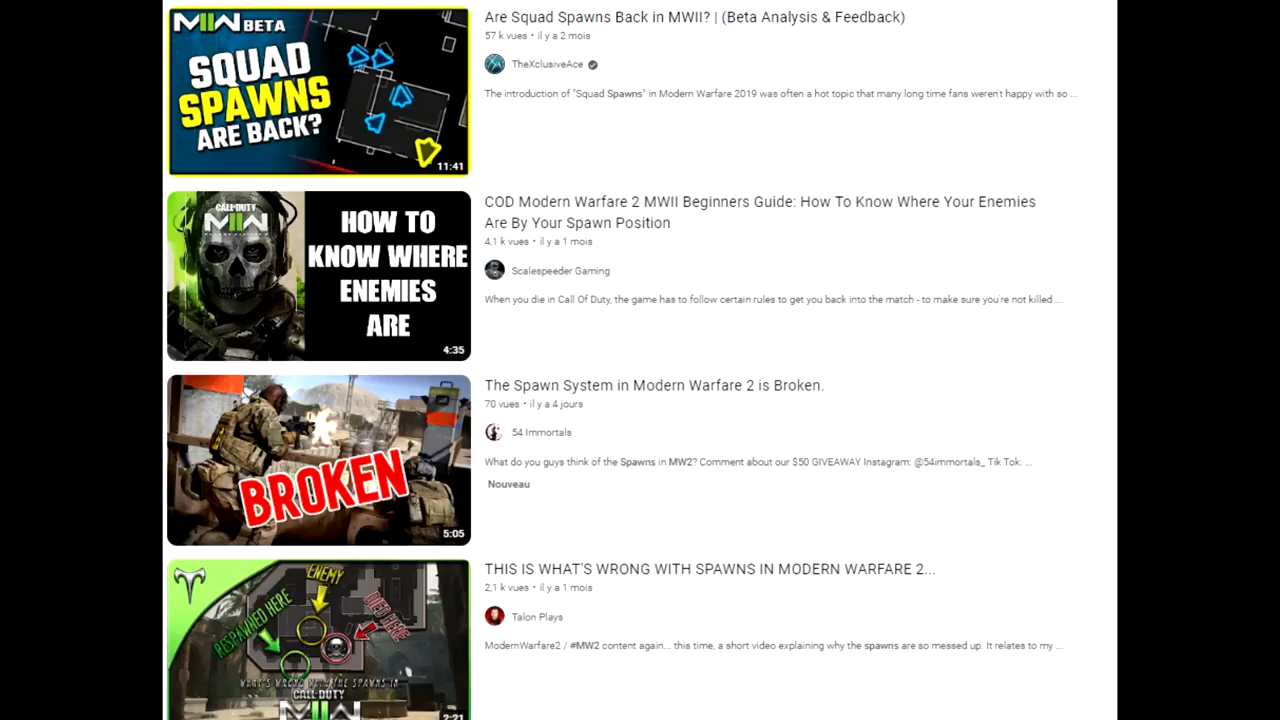 MWII BETA
SQUAD
SPAWNS
ARE BACK?
11:41
Are Squad Spawns Back in MWII? | (Beta Analysis & Feedback)
57 k vues • il y a 2 mois
TheXclusiveAce
The introduction of "Squad Spawns" in Modern Warfare 2019 was often a hot topic that many long time fans weren't happy with so ...
CALL OF DUTY
MWII
HOW TO
KNOW WHERE
ENEMIES
ARE
4:35
COD Modern Warfare 2 MWII Beginners Guide: How To Know Where Your Enemies
Are By Your Spawn Position
4,1 k vues • il y a 1 mois
Scalespeeder Gaming
When you die in Call Of Duty, the game has to follow certain rules to get you back into the match - to make sure you're not killed ...
BROKEN
5:05
The Spawn System in Modern Warfare 2 is Broken.
70 vues • il y a 4 jours
54 Immortals
What do you guys think of the Spawns in MW2? Comment about our $50 GIVEAWAY Instagram: @54immortals_ Tik Tok: ...
Nouveau
ENEMY
RESPAWNED HERE
DIED HERE
WHAT'S WRONG WITH THE SPAWNS IN
CALL·DUTY
MWII
2:21
THIS IS WHAT'S WRONG WITH SPAWNS IN MODERN WARFARE 2...
2,1 k vues • il y a 1 mois
Talon Plays
ModernWarfare2 / #MW2 content again... this time, a short video explaining why the spawns are so messed up. It relates to my ...